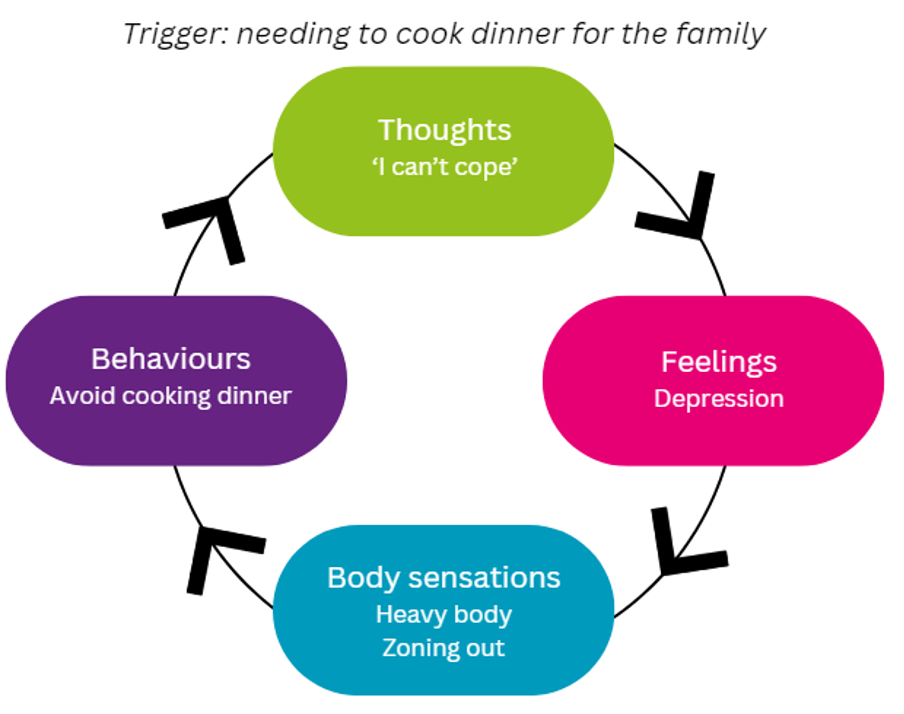 Trigger: needing to cook dinner for the family
Thoughts
‘I can’t cope’
Behaviours
Avoid cooking dinner
Feelings
Depression
Body sensations
Heavy body
Zoning out